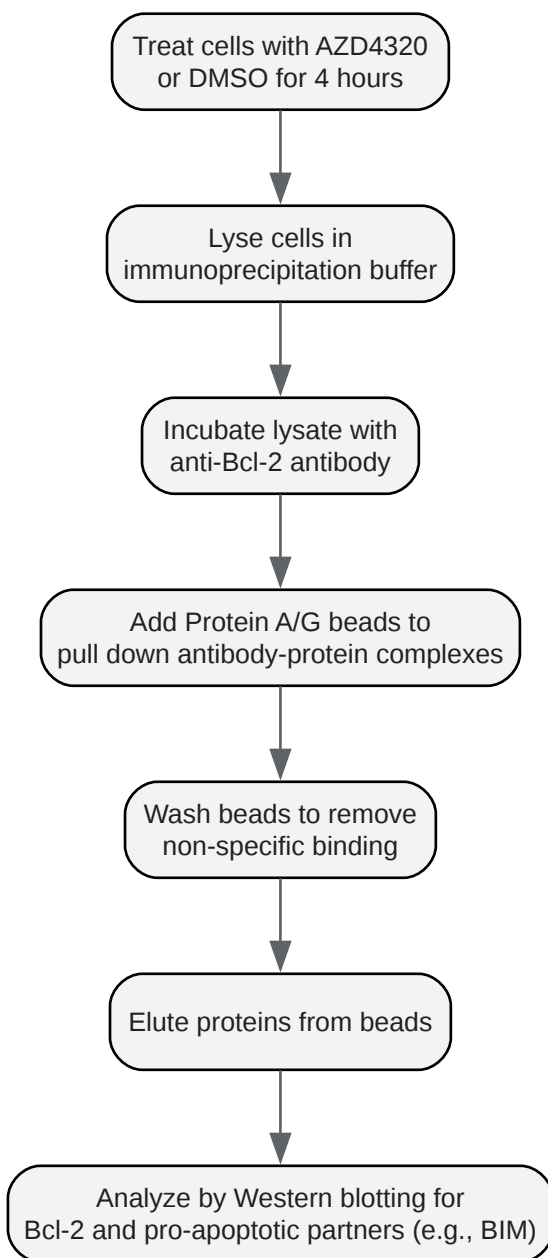 Treat cells with AZD4320
or DMSO for 4 hours
Lyse cells in
immunoprecipitation buffer
Incubate lysate with
anti-Bcl-2 antibody
Add Protein A/G beads to
pull down antibody-protein complexes
Wash beads to remove
non-specific binding
Elute proteins from beads
Analyze by Western blotting for
Bcl-2 and pro-apoptotic partners (e.g., BIM)